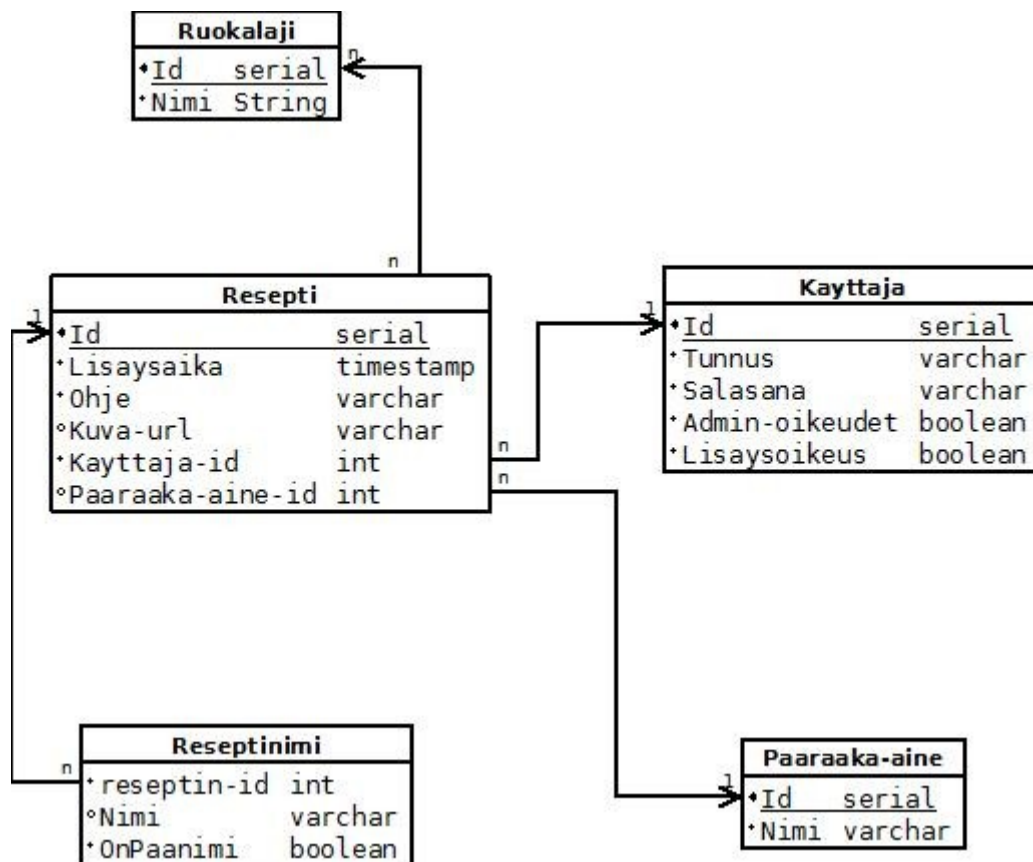 Ruokalaji
Id serial
Nimi String
n
n
Resepti
1
Id serial
Lisaysaika timestamp
Ohje varchar
Kuva-url varchar
Kayttaja-id int
Paaraaka-aine-id int
n
n
Kayttaja
1
Id serial
Tunnus varchar
Salasana varchar
Admin-oikeudet boolean
Lisaysoikeus boolean
Reseptinimi
n
reseptin-id int
Nimi varchar
OnPaanimi boolean
Paaraaka-aine
1
Id serial
Nimi varchar